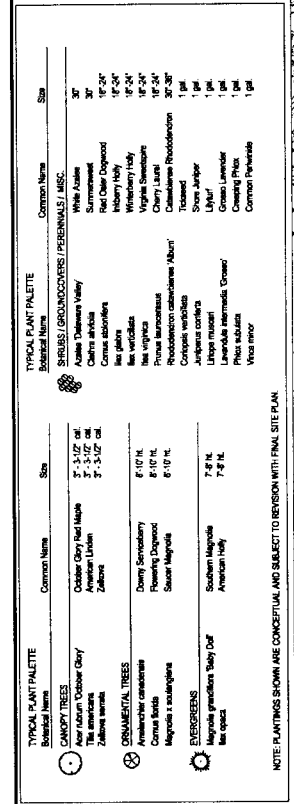 TYPICAL PLANT PALETTE
Botanical Name Common Name Size
CANOPY TREES
Acer rubrum 'October Glory' October Glory Red Maple 3" - 3-1/2" cal.
Tilia americana American Linden 3" - 3-1/2" cal.
Zelkova serrata Zelkova 3" - 3-1/2" cal.
ORNAMENTAL TREES
Amelanchier canadensis Downy Serviceberry 8'-10' ht.
Cornus florida Flowering Dogwood 8'-10' ht.
Magnolia x soulangiana Saucer Magnolia 8'-10' ht.
EVERGREENS
Magnolia grandiflora 'Baby Doll' Southern Magnolia 7'-8' ht.
Ilex opaca American Holly 7'-8' ht.
TYPICAL PLANT PALETTE
Botanical Name Common Name Size
SHRUBS / GROUNDCOVERS / PERENNIALS / MISC.
Azalea 'Delaware Valley' White Azalea 30"
Clethra alnifolia Summersweet 30"
Cornus stolonifera Red Osier Dogwood 18"-24"
Ilex glabra Inkberry Holly 18"-24"
Ilex verticillata Winterberry Holly 18"-24"
Itea virginica Virginia Sweetspire 18"-24"
Prunus laurocerasus Cherry Laurel 18"-24"
Rhododendron catawbiense 'Album' Catawbiense Rhododendron 30"-36"
Coreopsis verticillata Tickseed 1 gal.
Juniperus conferta Shore Juniper 1 gal.
Liriope muscari Lilyturf 1 gal.
Lavandula intermedia 'Grosso' Grosso Lavender 1 gal.
Phlox subulata Creeping Phlox 1 gal.
Vinca minor Common Periwinkle 1 gal.
NOTE: PLANTINGS SHOWN ARE CONCEPTUAL AND SUBJECT TO REVISION WITH FINAL SITE PLAN.